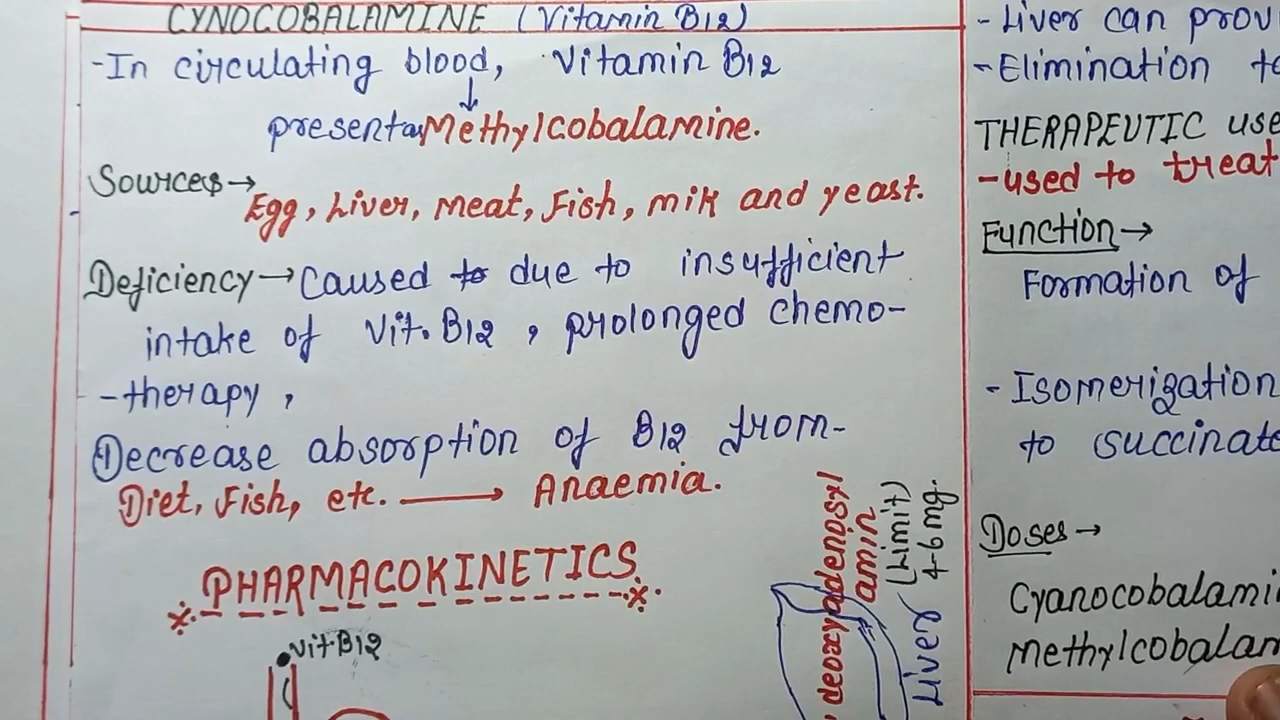 CYNOCOBALAMINE (Vitamin B12)
-In circulating blood, Vitamin B12
↓
present as Methylcobalamine.
Sources→
Egg, Liver, Meat, Fish, milk and yeast.
Deficiency→Caused to due to insufficient
intake of Vit. B12, prolonged chemo-
-therapy,
Decrease absorption of B12 from-
Diet, Fish, etc. → Anaemia.
PHARMACOKINETICS
Vit.B12
deoxyadenosyl
amin
(Limit)
4-6 mg.
Liver
- Liver can prov
-Elimination to
THERAPEUTIC use
-used to treat
Function→
Formation of
- Isomerization
to succinate
Doses→
Cyanocobalami
Methylcobalam